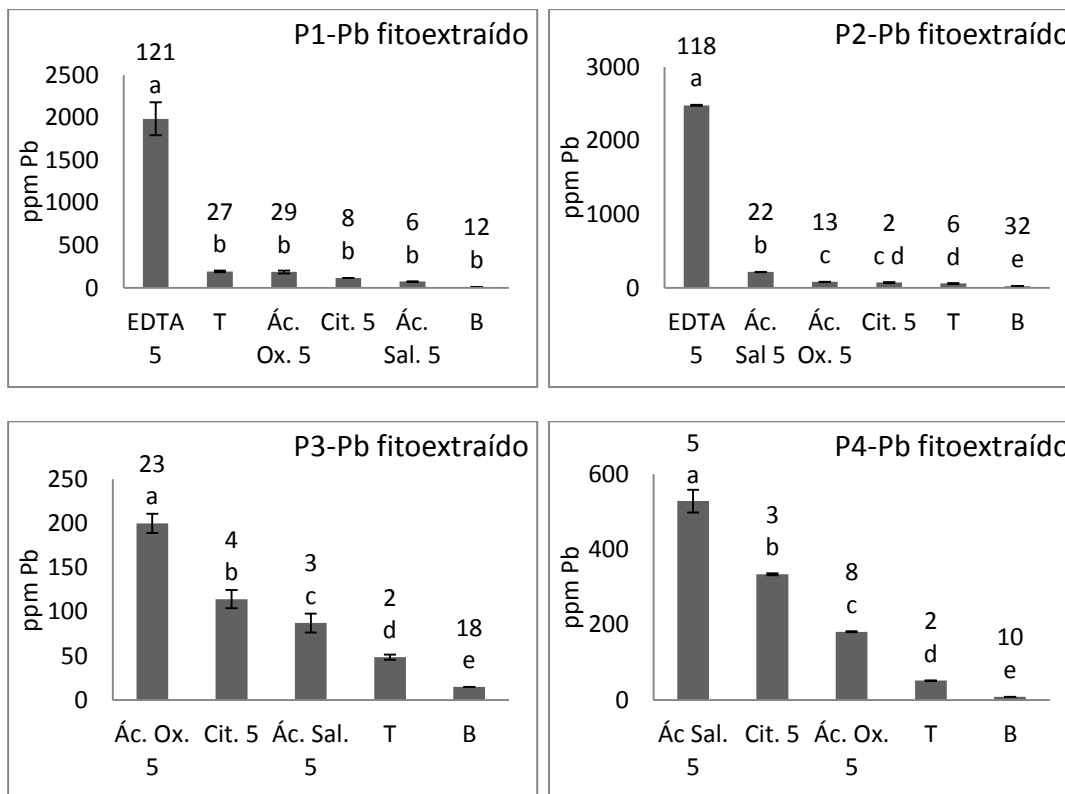 P1-Pb fitoextraído
ppm Pb
2500
2000
1500
1000
500
0
121
a
27
b
29
b
8
b
6
b
12
b
EDTA 5
T
Ác. Ox. 5
Cit. 5
Ác. Sal. 5
B
P2-Pb fitoextraído
ppm Pb
3000
2000
1000
0
118
a
22
b
13
c
2
c d
6
d
32
e
EDTA 5
Ác. Sal 5
Ác. Ox. 5
Cit. 5
T
B
P3-Pb fitoextraído
ppm Pb
250
200
150
100
50
0
23
a
4
b
3
c
2
d
18
e
Ác. Ox. 5
Cit. 5
Ác. Sal. 5
T
B
P4-Pb fitoextraído
ppm Pb
600
400
200
0
5
a
3
b
8
c
2
d
10
e
Ác Sal. 5
Cit. 5
Ác. Ox. 5
T
B